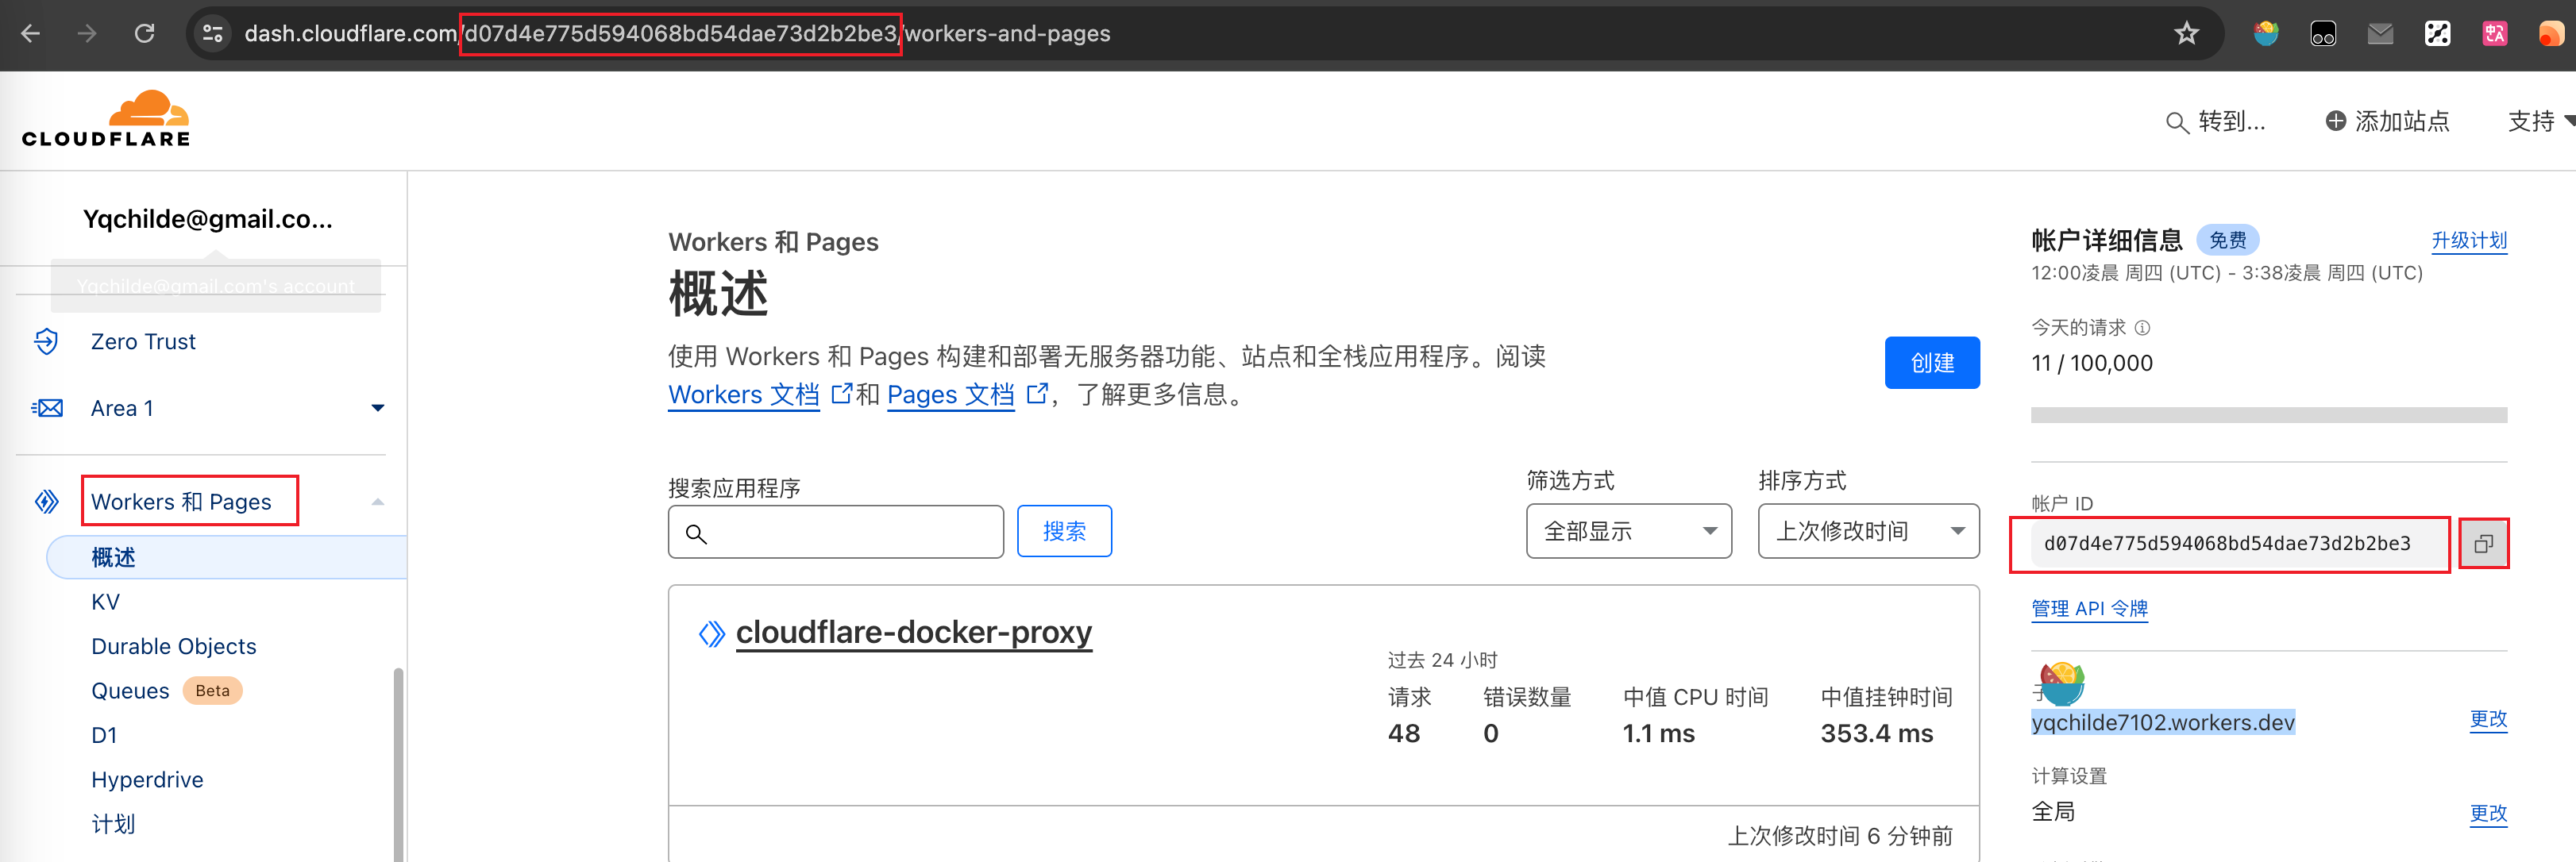 dash.cloudflare.com/d07d4e775d594068bd54dae73d2b2be3/workers-and-pages
CLOUDFLARE
转到...
添加站点
支持
Yqchilde@gmail.co...
Yqchilde@gmail.com's account
Zero Trust
Area 1
Workers 和 Pages
概述
KV
Durable Objects
Queues Beta
D1
Hyperdrive
计划
Workers 和 Pages
概述
使用 Workers 和 Pages 构建和部署无服务器功能、站点和全栈应用程序。阅读
Workers 文档 和 Pages 文档 ，了解更多信息。
创建
搜索应用程序
搜索
筛选方式
全部显示
排序方式
上次修改时间
cloudflare-docker-proxy
过去 24 小时
请求 错误数量 中值 CPU 时间 中值挂钟时间
48 0 1.1 ms 353.4 ms
上次修改时间 6 分钟前
帐户详细信息 免费 升级计划
12:00凌晨 周四 (UTC) - 3:38凌晨 周四 (UTC)
今天的请求
11 / 100,000
帐户 ID
d07d4e775d594068bd54dae73d2b2be3
管理 API 令牌
yqchilde7102.workers.dev 更改
计算设置
全局 更改